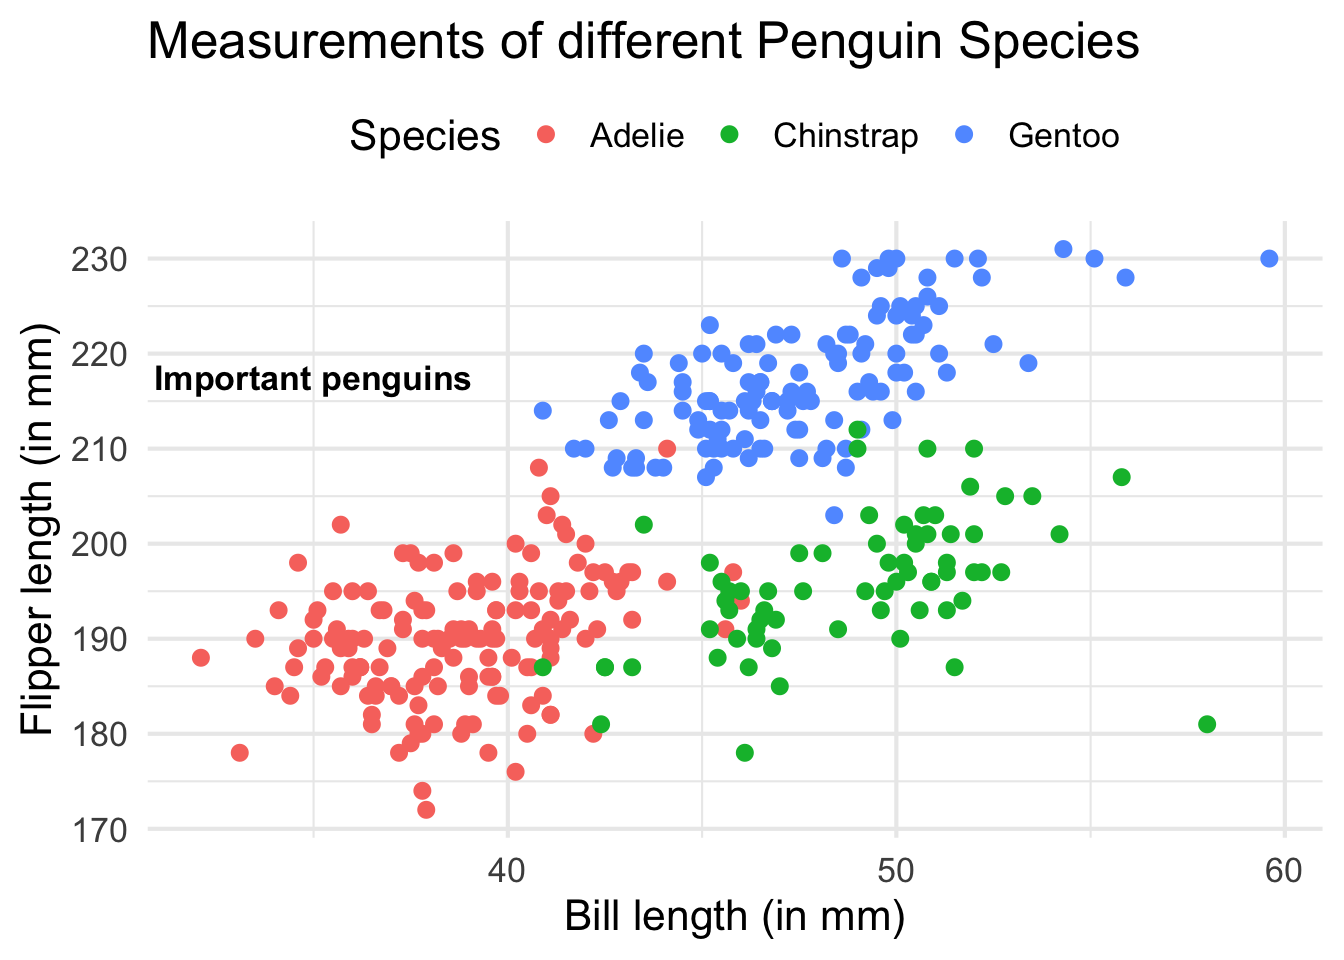 Measurements of different Penguin Species
Species Adelie Chinstrap Gentoo
230
220
Important penguins
210
200
190
180
170
Flipper length (in mm)
40 50 60
Bill length (in mm)